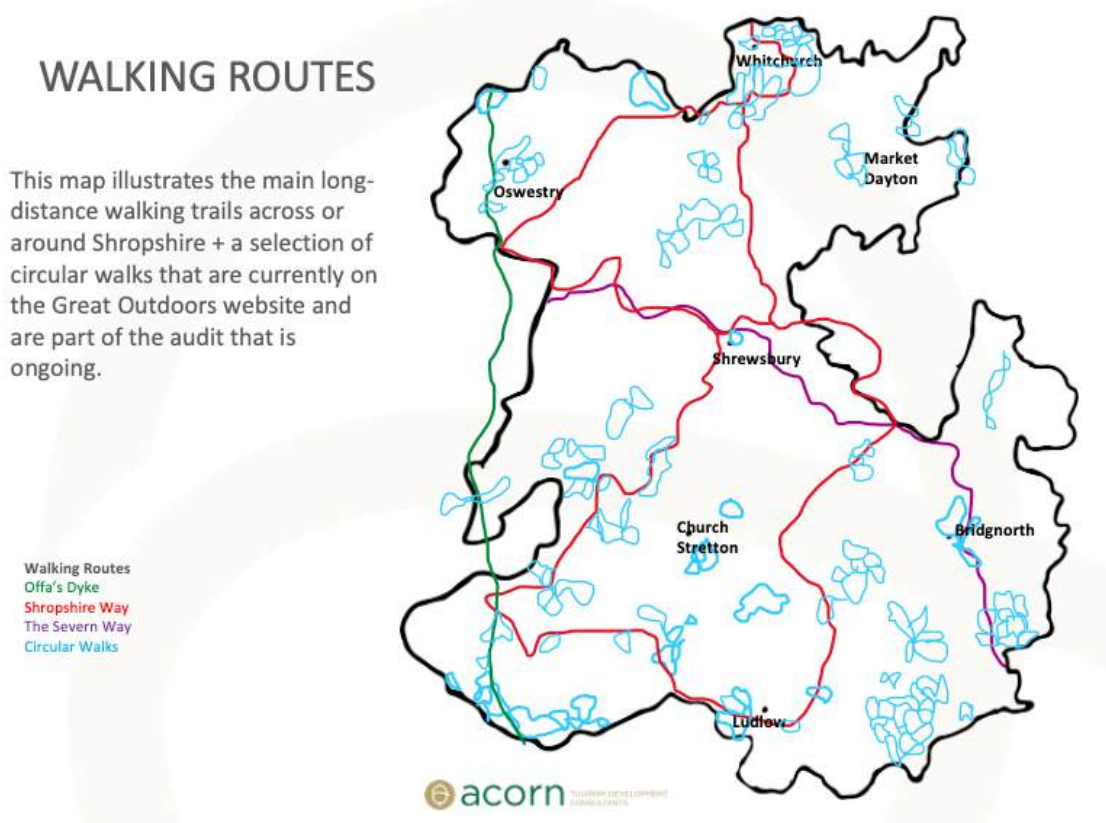 WALKING ROUTES
This map illustrates the main long-
distance walking trails across or
around Shropshire + a selection of
circular walks that are currently on
the Great Outdoors website and
are part of the audit that is
ongoing.
Walking Routes
Offa's Dyke
Shropshire Way
The Severn Way
Circular Walks
Whitchurch
Market
Dayton
Oswestry
Shrewsbury
Church
Stretton
Bridgnorth
Ludlow
acorn
TOURISM DEVELOPMENT
CONSULTANTS